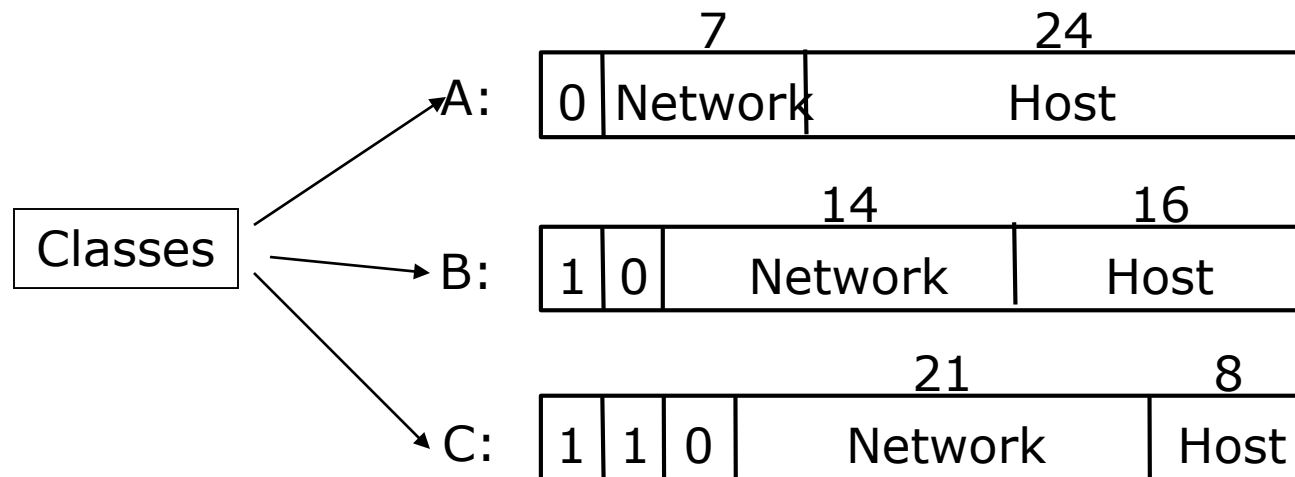 7 24
A: 0 Network Host
14 16
Classes
B: 1 0 Network Host
21 8
C: 1 1 0 Network Host